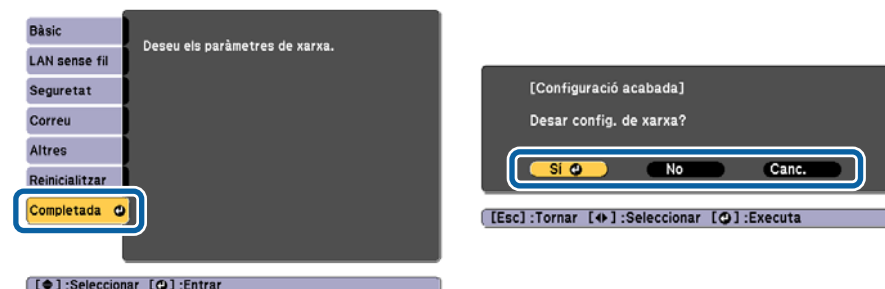 Bàsic
LAN sense fil
Seguretat
Correu
Altres
Reinicialitzar
Completada
Deseu els paràmetres de xarxa.
[ ] :Seleccionar [ ] :Entrar
[Configuració acabada]
Desar config. de xarxa?
Sí No Canc.
[Esc] :Tornar [ ] :Seleccionar [ ] :Executa